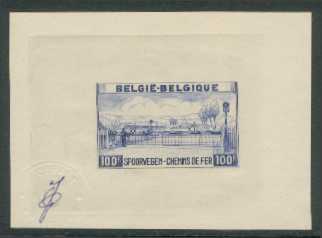 BELGIË-BELGIQUE
100F SPOORWEGEN-CHEMINS DE FER 100F